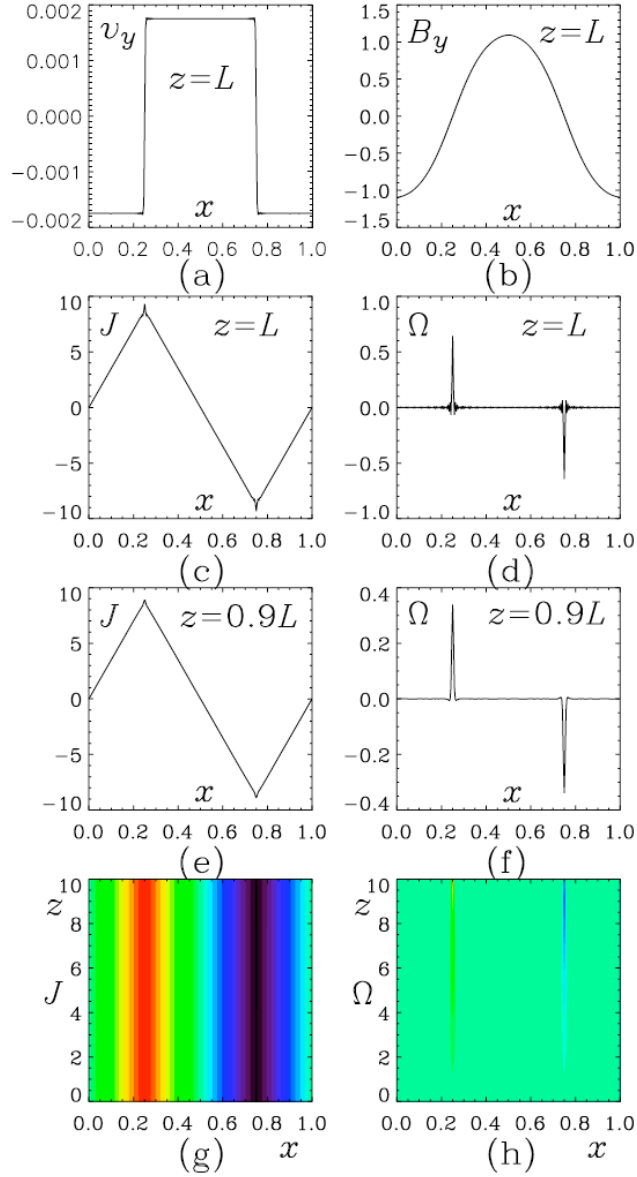 0.002
0.001
0.000
-0.001
-0.002
v_y
z=L
x
0.0 0.2 0.4 0.6 0.8 1.0
(a)
1.5
1.0
0.5
0.0
-0.5
-1.0
-1.5
B_y z=L
x
0.0 0.2 0.4 0.6 0.8 1.0
(b)
10
5
0
-5
-10
J z=L
x
0.0 0.2 0.4 0.6 0.8 1.0
(c)
1.0
0.5
0.0
-0.5
-1.0
Ω z=L
x
0.0 0.2 0.4 0.6 0.8 1.0
(d)
10
5
0
-5
-10
J z=0.9L
x
0.0 0.2 0.4 0.6 0.8 1.0
(e)
0.4
0.2
0.0
-0.2
-0.4
Ω z=0.9L
x
0.0 0.2 0.4 0.6 0.8 1.0
(f)
10
z
8
6
J
4
2
0
0.0 0.2 0.4 0.6 0.8 1.0
(g) x
10
z
8
6
Ω
4
2
0
0.0 0.2 0.4 0.6 0.8 1.0
(h) x